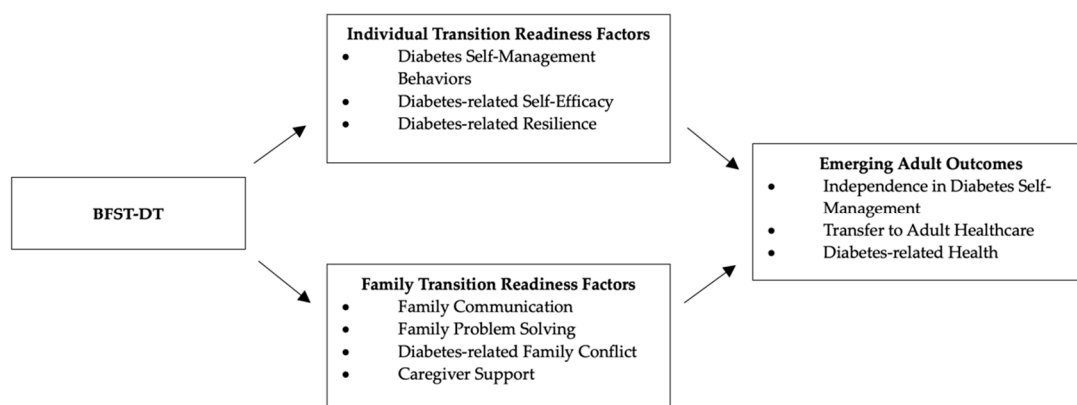 Individual Transition Readiness Factors
• Diabetes Self-Management
Behaviors
• Diabetes-related Self-Efficacy
• Diabetes-related Resilience
BFST-DT
Family Transition Readiness Factors
• Family Communication
• Family Problem Solving
• Diabetes-related Family Conflict
• Caregiver Support
Emerging Adult Outcomes
• Independence in Diabetes Self-
Management
• Transfer to Adult Healthcare
• Diabetes-related Health